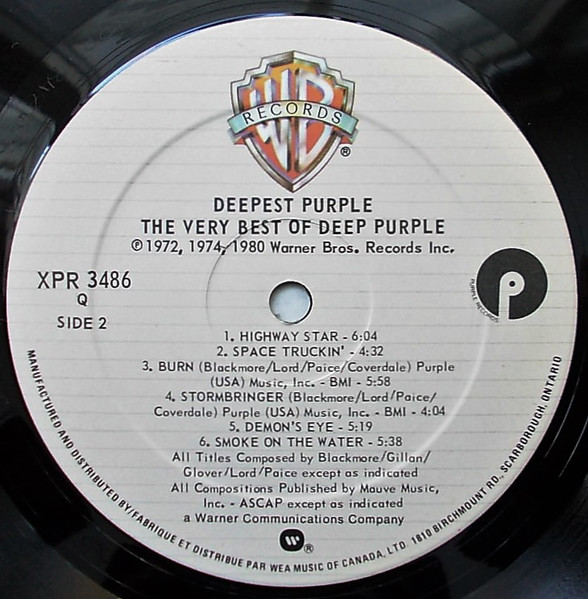 WB
RECORDS
®
DEEPEST PURPLE
THE VERY BEST OF DEEP PURPLE
℗ 1972, 1974, 1980 Warner Bros. Records Inc.
XPR 3486
Q
SIDE 2
P
PURPLE RECORDS
1. HIGHWAY STAR - 6:04
2. SPACE TRUCKIN' - 4:32
3. BURN (Blackmore/Lord/Paice/Coverdale) Purple
(USA) Music, Inc. - BMI - 5:58
4. STORMBRINGER (Blackmore/Lord/Paice/
Coverdale) Purple (USA) Music, Inc. - BMI - 4:04
5. DEMON'S EYE - 5:19
6. SMOKE ON THE WATER - 5:38
All Titles Composed by Blackmore/Gillan/
Glover/Lord/Paice except as indicated
All Compositions Published by Mauve Music,
Inc. - ASCAP except as indicated
a Warner Communications Company
®
MANUFACTURED AND DISTRIBUTED BY/FABRIQUE ET DISTRIBUE PAR WEA MUSIC OF CANADA, LTD. 1810 BIRCHMOUNT RD., SCARBOROUGH, ONTARIO